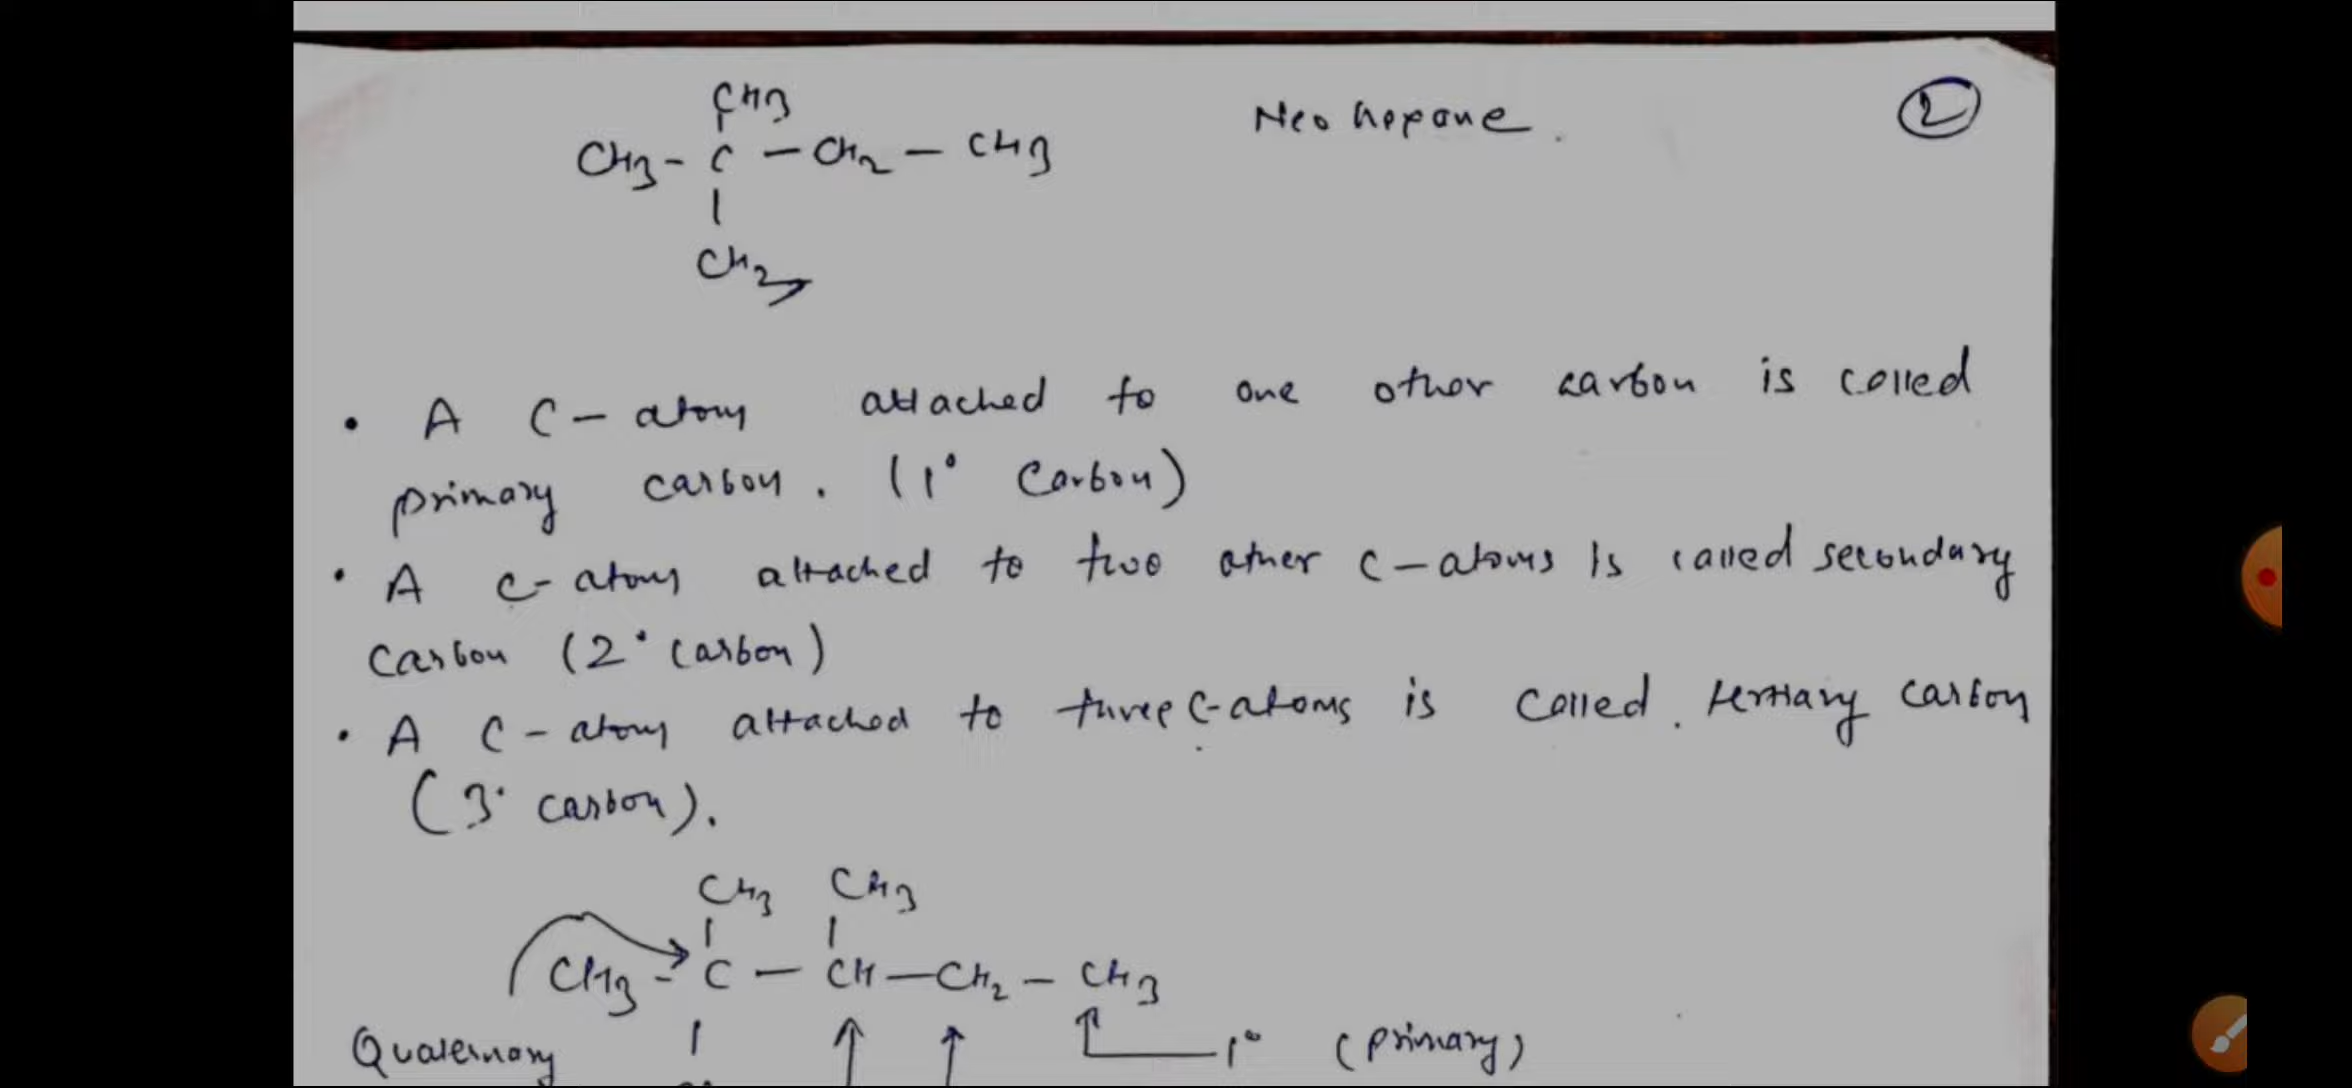 CH3
CH3 - C - CH2 - CH3
Neo hexane.
2
CH3
• A C-atom attached to one other carbon is called
primary carbon. (1° Carbon)
• A C-atom attached to two other C-atoms is called secondary
carbon (2° carbon)
• A C-atom attached to three C-atoms is called. tertiary carbon
(3° carbon).
CH3 CH3
CH3 - C - CH - CH2 - CH3
Quaternary
1° (primary)